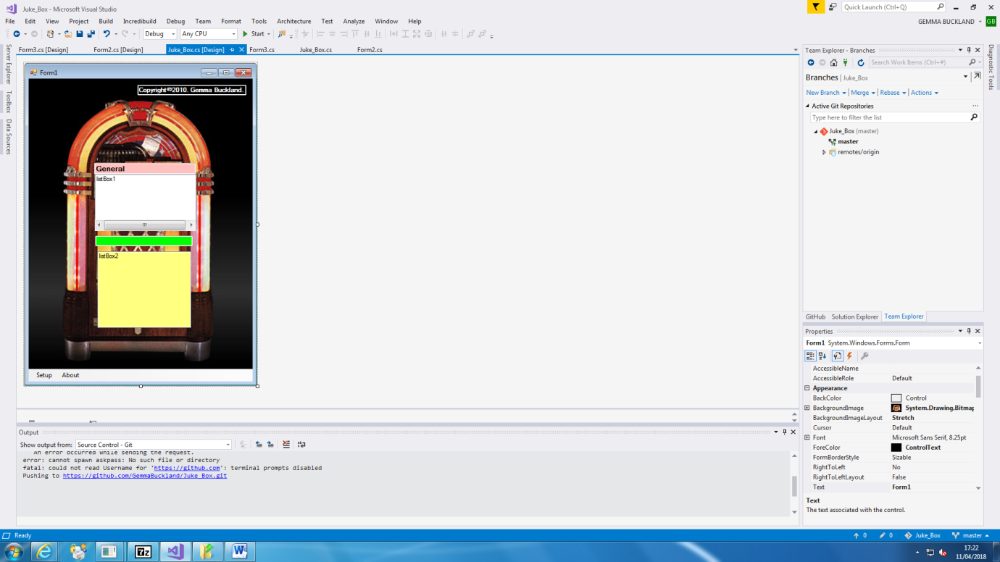 Juke_Box - Microsoft Visual Studio
Quick Launch (Ctrl+Q)
File Edit View Project Build Incredibuild Debug Team Format Tools Architecture Test Analyze Window Help
GEMMA BUCKLAND GB
Debug Any CPU Start
Form3.cs [Design] Form2.cs [Design] Juke_Box.cs [Design] Form3.cs Juke_Box.cs Form2.cs
Server Explorer
Toolbox
Data Sources
Form1
Copyright©2010. Gemma Buckland.
General
listBox1
listBox2
Setup About
Output
Show output from: Source Control - Git
An error occurred while sending the request.
error: cannot spawn askpass: No such file or directory
fatal: could not read Username for 'https://github.com': terminal prompts disabled
Pushing to https://github.com/GemmaBuckland/Juke_Box.git
Team Explorer - Branches
Search Work Items (Ctrl+#)
Branches | Juke_Box
New Branch | Merge | Rebase | Actions
Active Git Repositories
Type here to filter the list
Juke_Box (master)
master
remotes/origin
GitHub Solution Explorer Team Explorer
Diagnostic Tools
Properties
Form1 System.Windows.Forms.Form
AccessibleName
AccessibleRole Default
Appearance
BackColor Control
BackgroundImage System.Drawing.Bitmap
BackgroundImageLayout Stretch
Cursor Default
Font Microsoft Sans Serif, 8.25pt
ForeColor ControlText
FormBorderStyle Sizable
RightToLeft No
RightToLeftLayout False
Text Form1
Text
The text associated with the control.
Ready
0 0 Juke_Box master
7z
17:22
11/04/2018